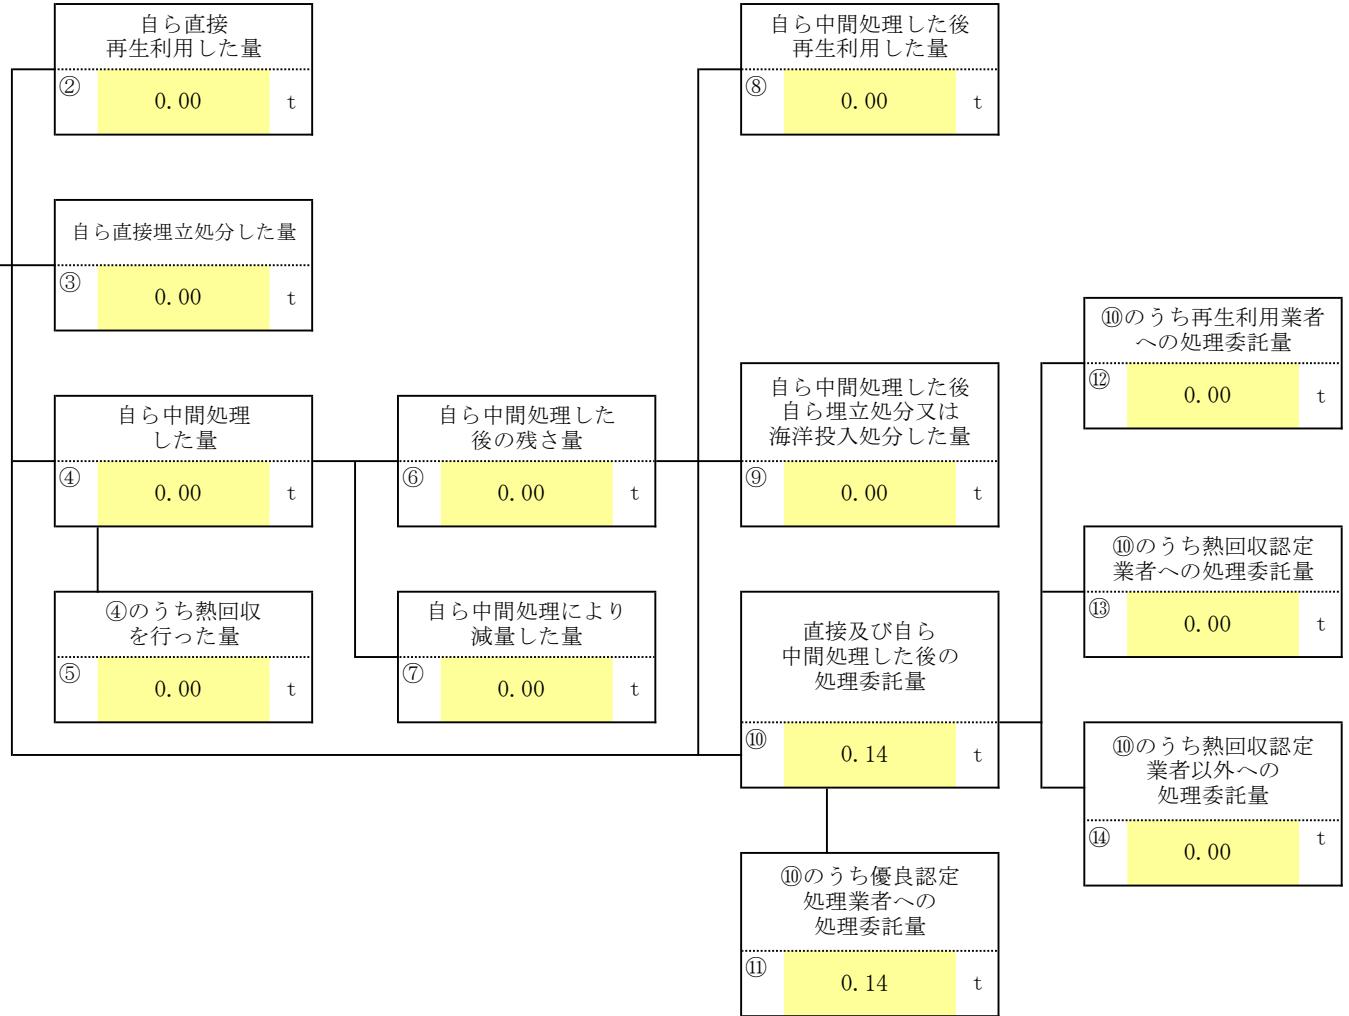 自ら直接
再生利用した量
② 0.00 t
自ら中間処理した後
再生利用した量
⑧ 0.00 t
自ら直接埋立処分した量
③ 0.00 t
⑩のうち再生利用業者
への処理委託量
⑫ 0.00 t
自ら中間処理
した量
④ 0.00 t
自ら中間処理した
後の残さ量
⑥ 0.00 t
自ら中間処理した後
自ら埋立処分又は
海洋投入処分した量
⑨ 0.00 t
⑩のうち熱回収認定
業者への処理委託量
⑬ 0.00 t
④のうち熱回収
を行った量
⑤ 0.00 t
自ら中間処理により
減量した量
⑦ 0.00 t
直接及び自ら
中間処理した後の
処理委託量
⑩ 0.14 t
⑩のうち熱回収認定
業者以外への
処理委託量
⑭ 0.00 t
⑩のうち優良認定
処理業者への
処理委託量
⑪ 0.14 t